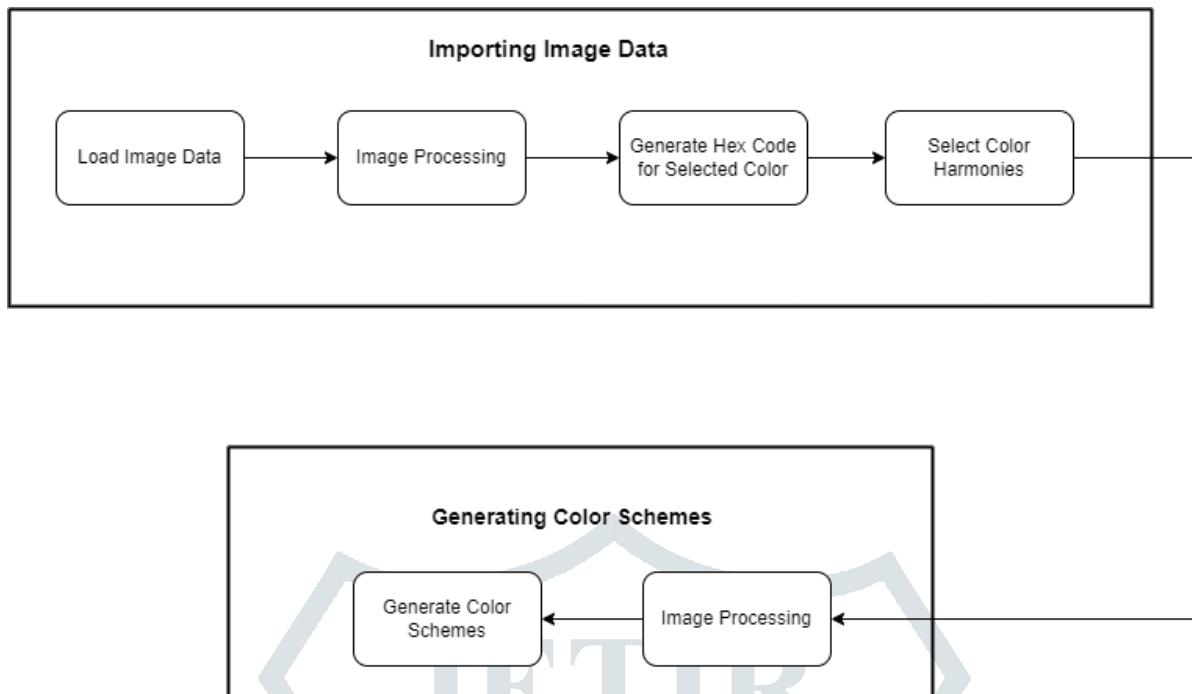 Importing Image Data
Load Image Data
Image Processing
Generate Hex Code
for Selected Color
Select Color
Harmonies
Generating Color Schemes
Generate Color
Schemes
Image Processing
JETIR